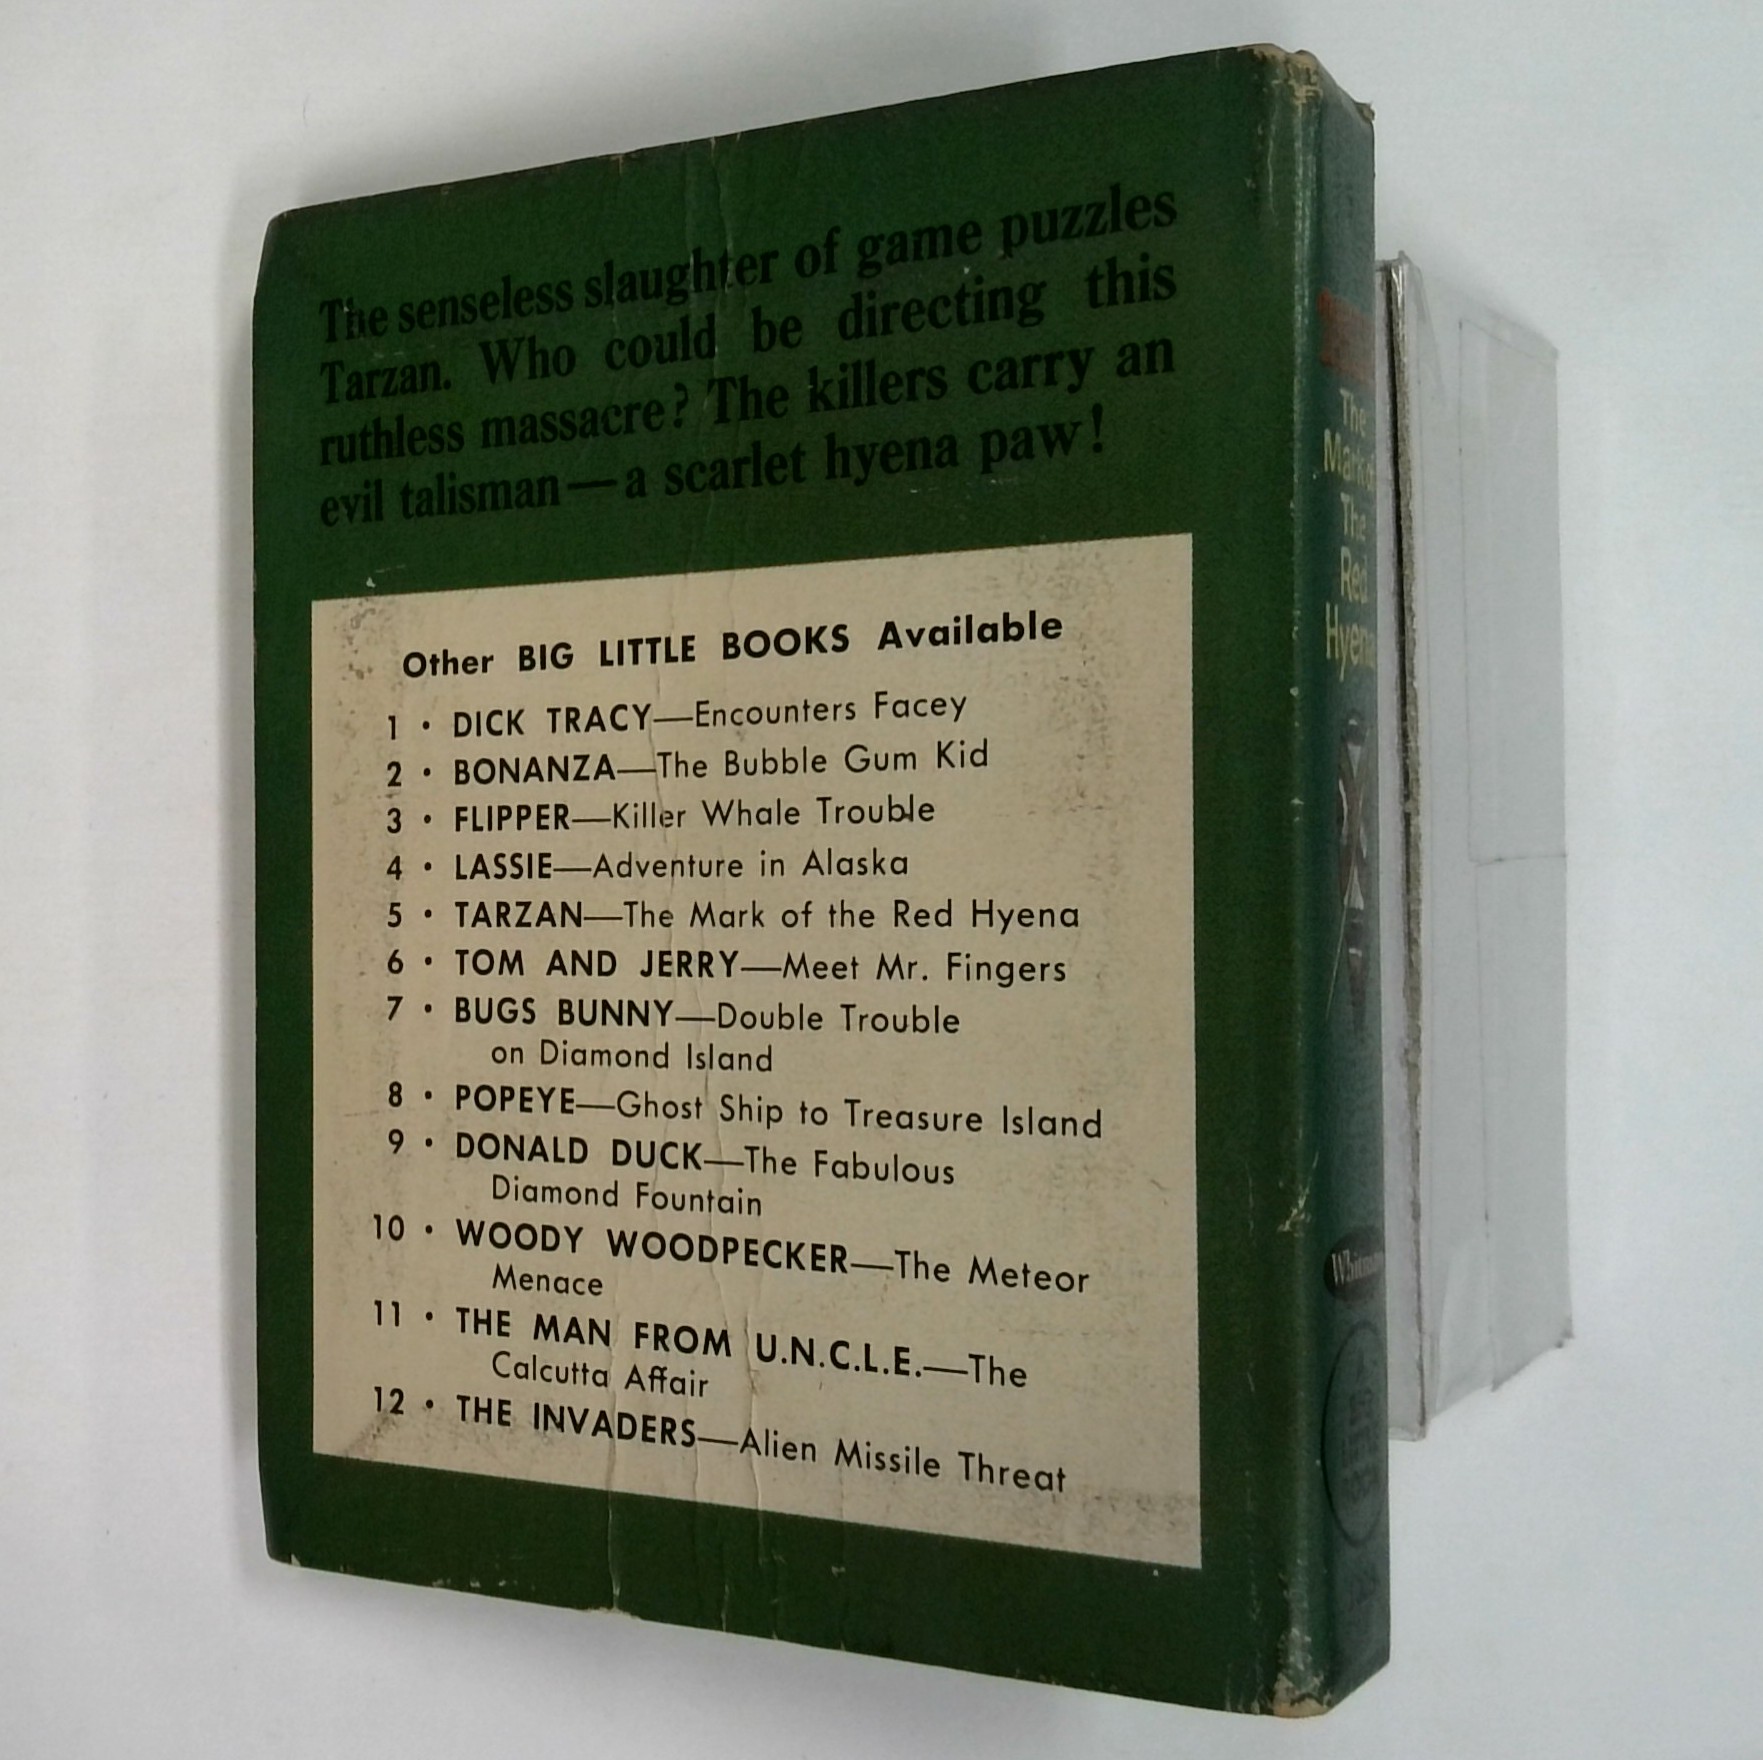 The senseless slaughter of game puzzles
Tarzan. Who could be directing this
ruthless massacre? The killers carry an
evil talisman—a scarlet hyena paw!
Other BIG LITTLE BOOKS Available
1 • DICK TRACY—Encounters Facey
2 • BONANZA—The Bubble Gum Kid
3 • FLIPPER—Killer Whale Trouble
4 • LASSIE—Adventure in Alaska
5 • TARZAN—The Mark of the Red Hyena
6 • TOM AND JERRY—Meet Mr. Fingers
7 • BUGS BUNNY—Double Trouble
on Diamond Island
8 • POPEYE—Ghost Ship to Treasure Island
9 • DONALD DUCK—The Fabulous
Diamond Fountain
10 • WOODY WOODPECKER—The Meteor
Menace
11 • THE MAN FROM U.N.C.L.E.—The
Calcutta Affair
12 • THE INVADERS—Alien Missile Threat
The
Mark of
The
Red
Hyena
Whitman